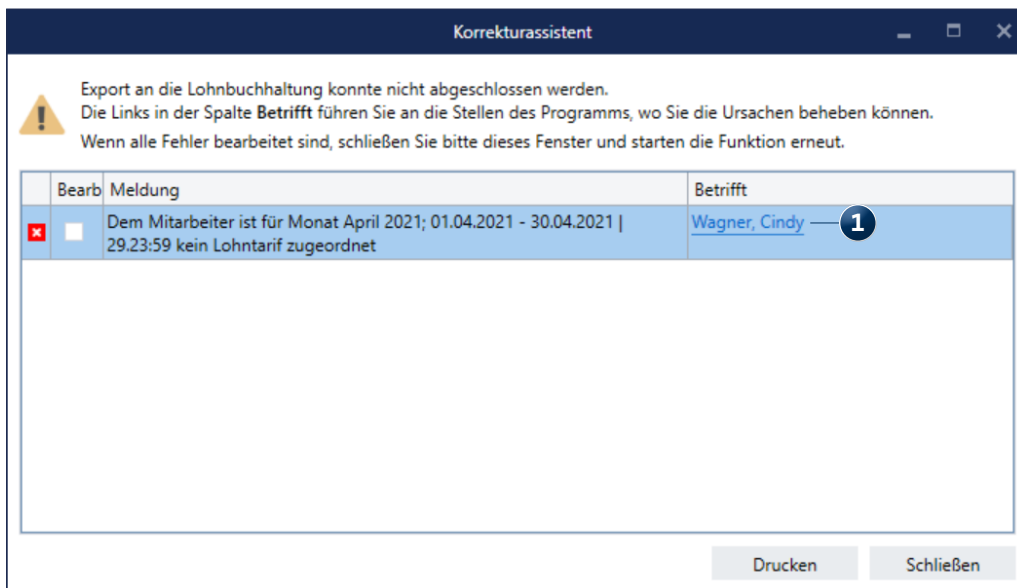 Korrekturassistent
Export an die Lohnbuchhaltung konnte nicht abgeschlossen werden.
Die Links in der Spalte Betrifft führen Sie an die Stellen des Programms, wo Sie die Ursachen beheben können.
Wenn alle Fehler bearbeitet sind, schließen Sie bitte dieses Fenster und starten die Funktion erneut.
Bearb Meldung Betrifft
Dem Mitarbeiter ist für Monat April 2021; 01.04.2021 - 30.04.2021 | Wagner, Cindy 1
29.23:59 kein Lohntarif zugeordnet
Drucken Schließen